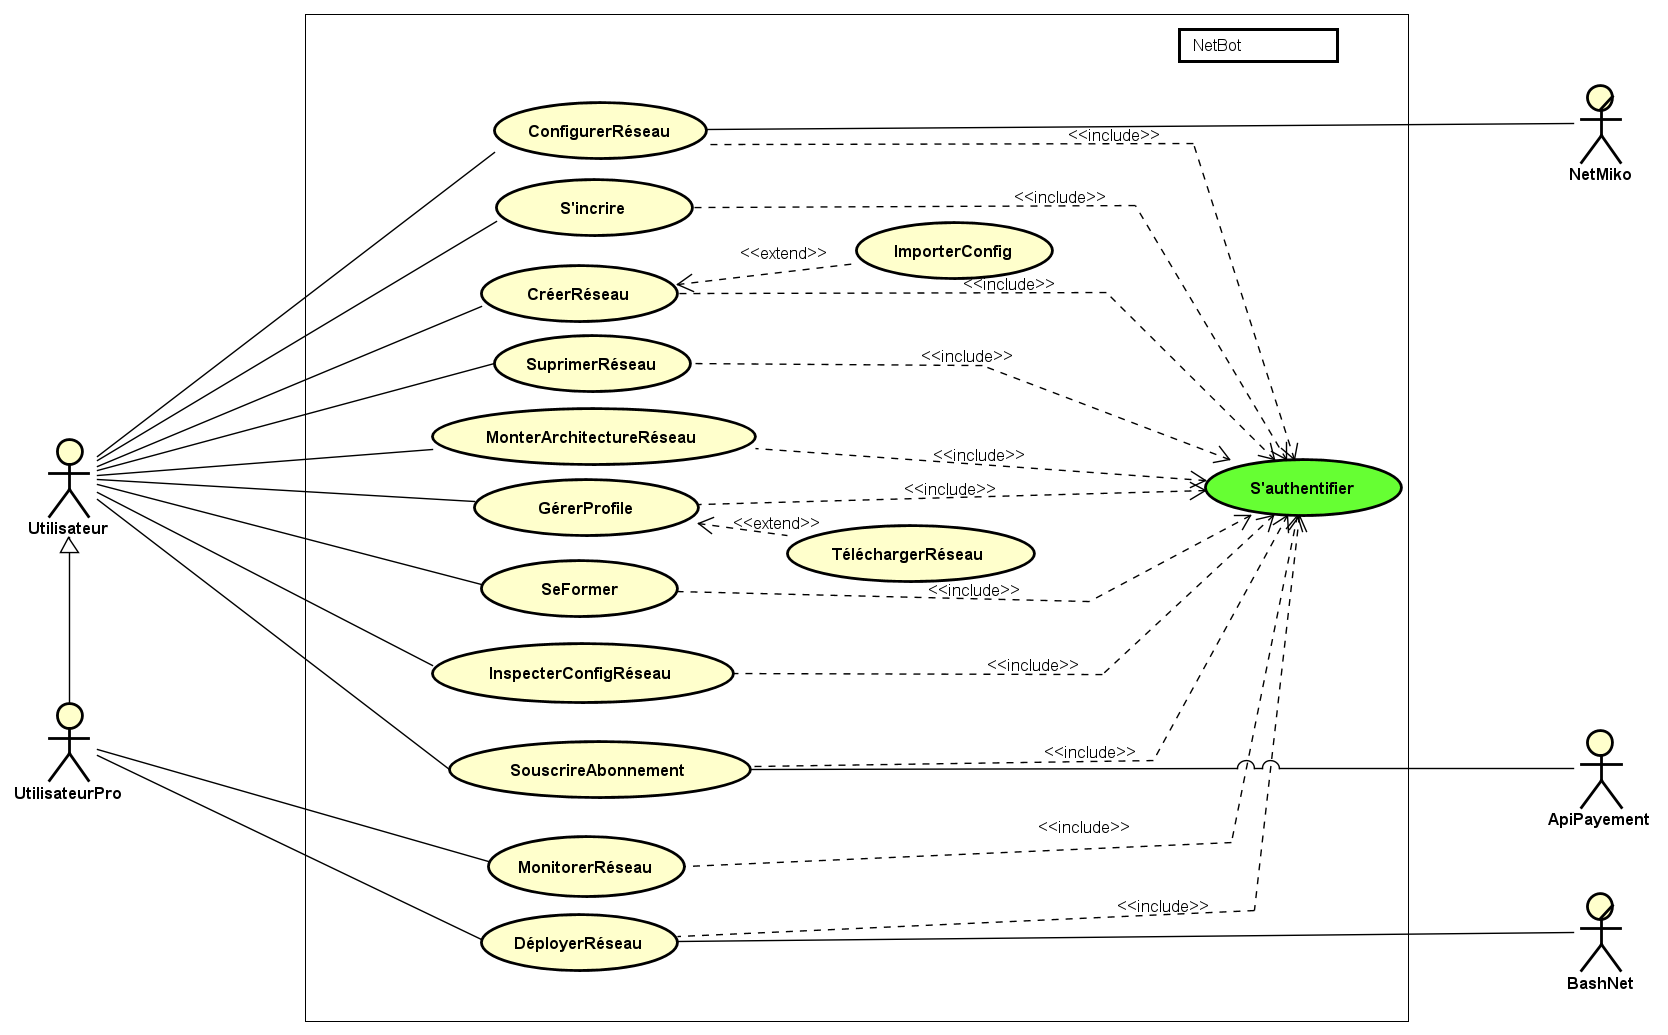 NetBot
ConfigurerRéseau
<<include>>
NetMiko
S'incrire
<<include>>
ImporterConfig
<<extend>>
CréerRéseau
<<include>>
SuprimerRéseau
<<include>>
MonterArchitectureRéseau
<<include>>
S'authentifier
GérerProfile
<<include>>
Utilisateur
<<extend>>
TéléchargerRéseau
SeFormer
<<include>>
InspecterConfigRéseau
<<include>>
SouscrireAbonnement
<<include>>
UtilisateurPro
ApiPayement
<<include>>
MonitorerRéseau
<<include>>
DéployerRéseau
BashNet